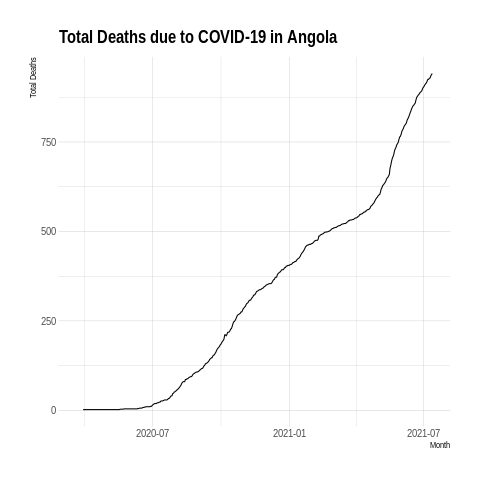 Total Deaths due to COVID-19 in Angola
Total Deaths
750
500
250
0
2020-07
2021-01
2021-07
Month